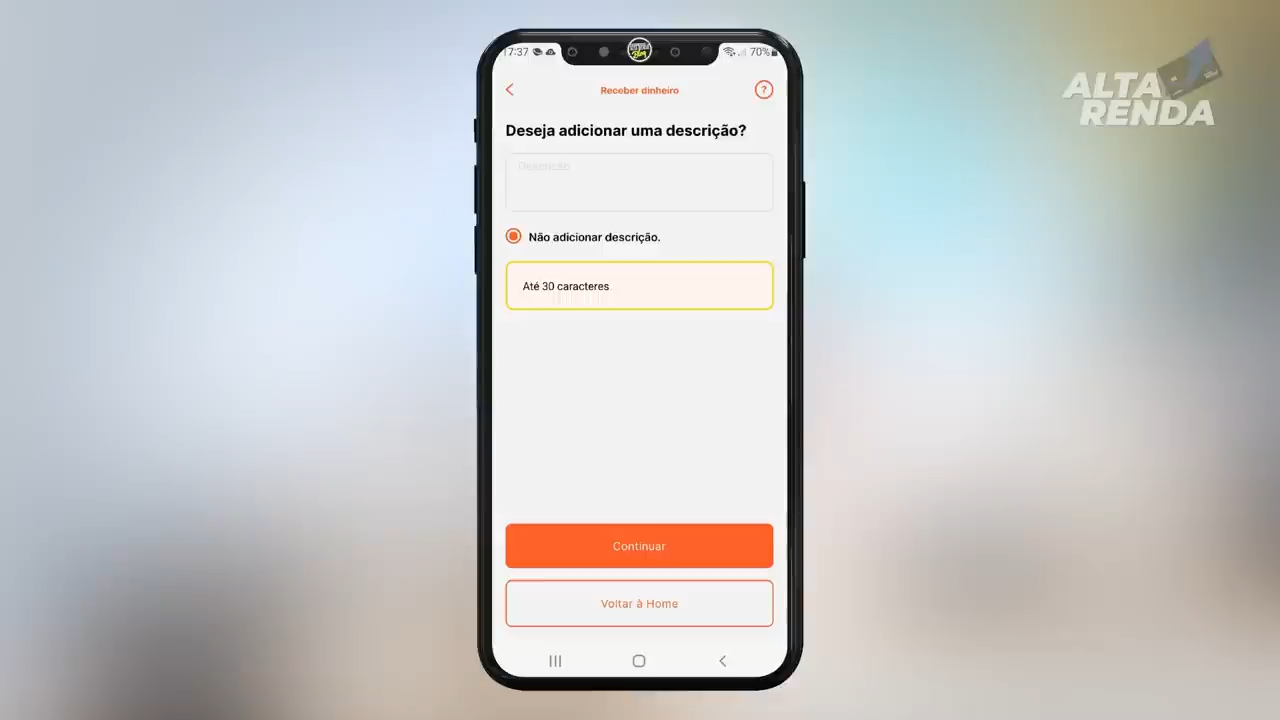 17:37
70%
Receber dinheiro
?
ALTA
RENDA
Deseja adicionar uma descrição?
Descrição
Não adicionar descrição.
Até 30 caracteres
Continuar
Voltar à Home